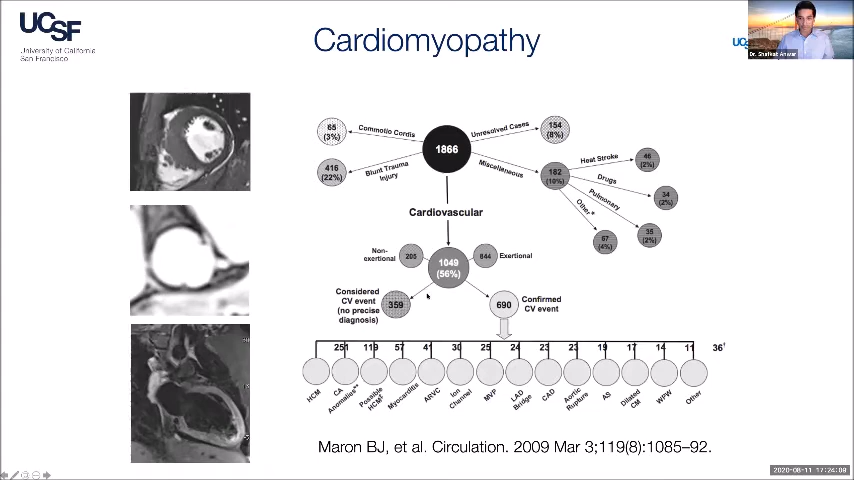 UCSF
University of California
San Francisco
Cardiomyopathy
UC
Dr. Shafkat Anwar
65
(3%)
Commotio Cordis
1866
Unresolved Cases
154
(8%)
416
(22%)
Blunt Trauma
Injury
Miscellaneous
182
(10%)
Heat Stroke
46
(2%)
Drugs
34
(2%)
Pulmonary
35
(2%)
Other*
67
(4%)
Cardiovascular
Non-
exertional
205
1049
(56%)
844
Exertional
Considered
CV event
(no precise
diagnosis)
359
690
Confirmed
CV event
251 119 57 41 30 25 24 23 23 19 17 14 11 36†
HCM
CA
Anomalies**
Possible
HCM§
Myocarditis
ARVC
Ion
Channel
MVP
LAD
Bridge
CAD
Aortic
Rupture
AS
Dilated
CM
WPW
Other
Maron BJ, et al. Circulation. 2009 Mar 3;119(8):1085–92.
2020-08-11 17:24:09